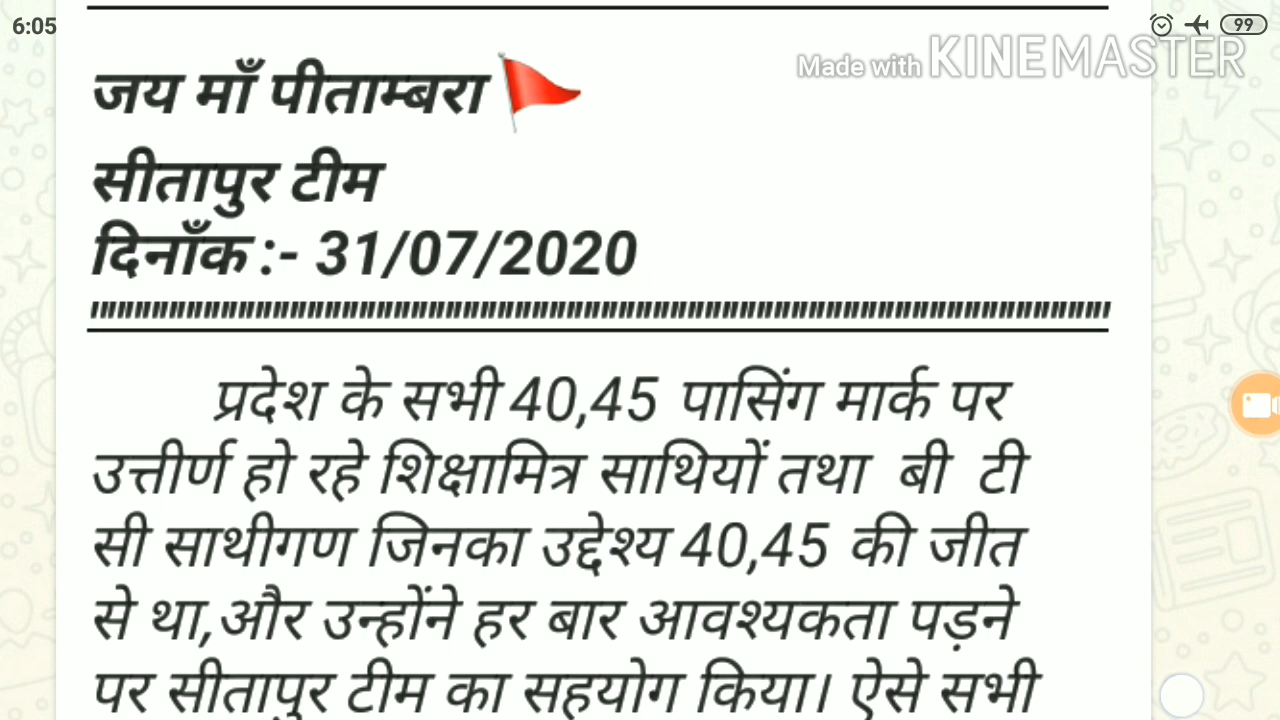 6:05
99
Made with KINEMASTER
जय माँ पीताम्बरा 🚩
सीतापुर टीम
दिनाँक :- 31/07/2020
प्रदेश के सभी 40,45 पासिंग मार्क पर
उत्तीर्ण हो रहे शिक्षामित्र साथियों तथा बी टी
सी साथीगण जिनका उद्देश्य 40,45 की जीत
से था,और उन्होंने हर बार आवश्यकता पड़ने
पर सीतापुर टीम का सहयोग किया। ऐसे सभी